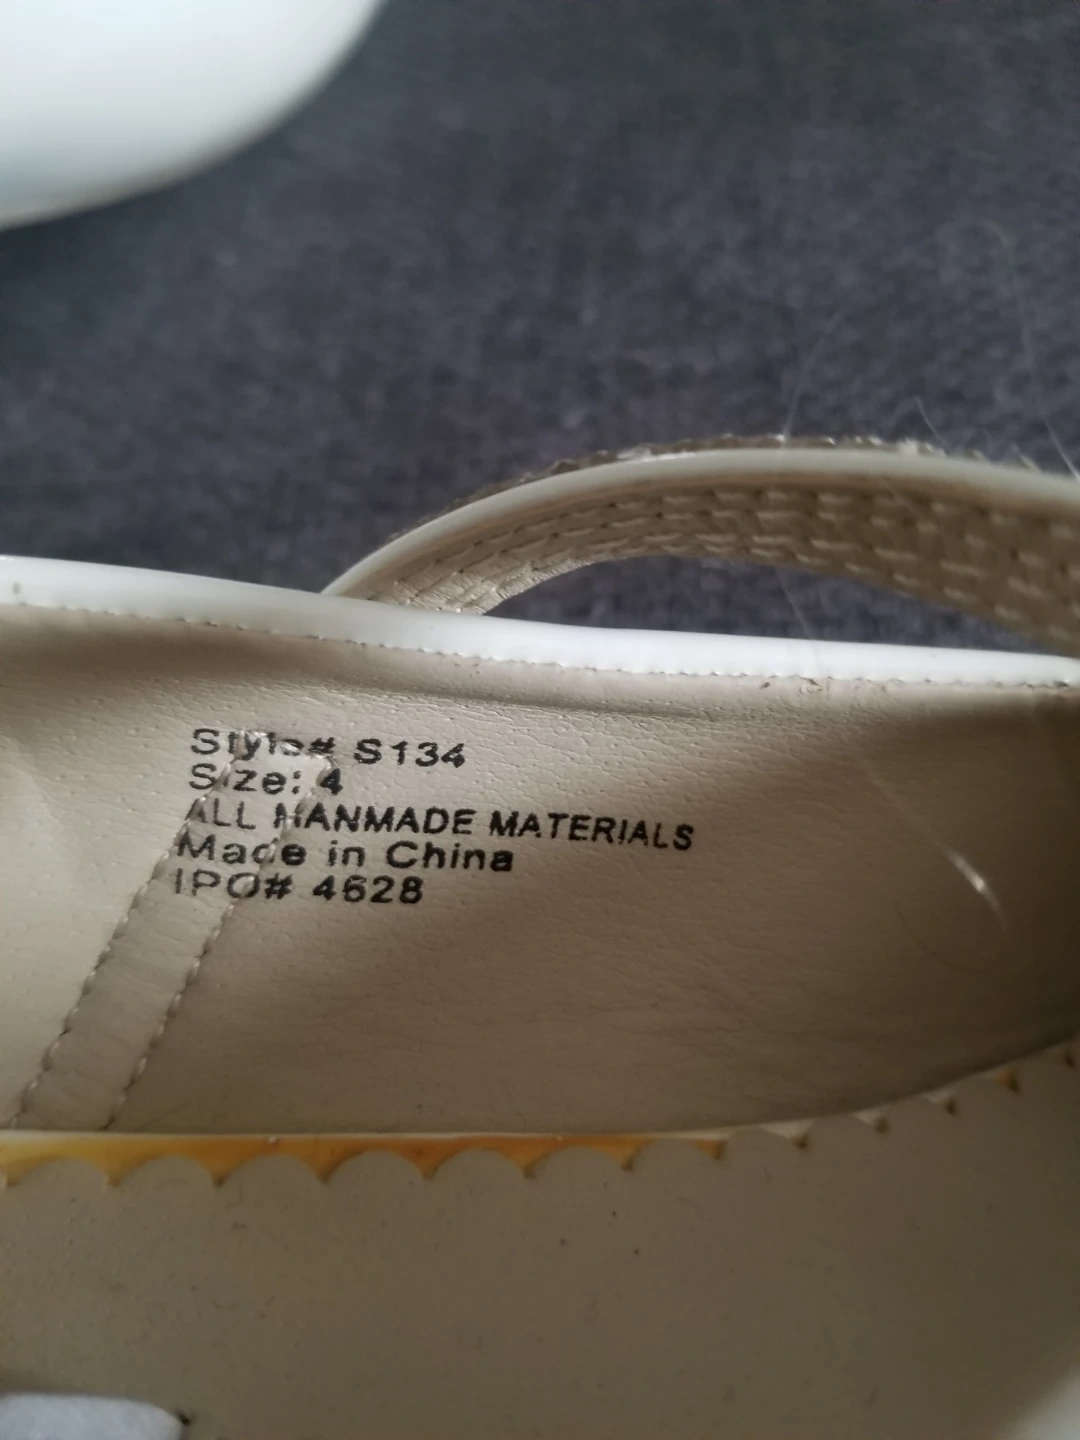 Style# S134
Size: 4
ALL MANMADE MATERIALS
Made in China
IPO# 4628